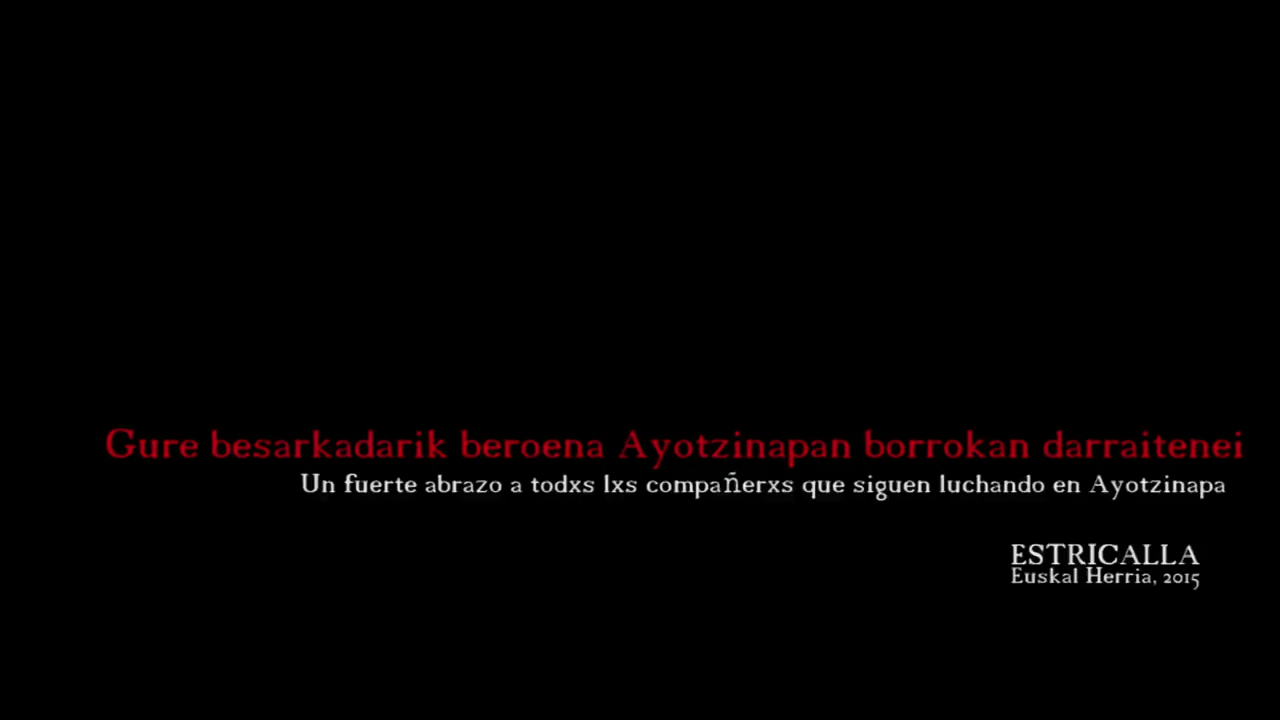 Gure besarkadarik beroena Ayotzinapan borrokan darraitenei
Un fuerte abrazo a todxs lxs compañerxs que siguen luchando en Ayotzinapa
ESTRICALLA
Euskal Herria, 2015